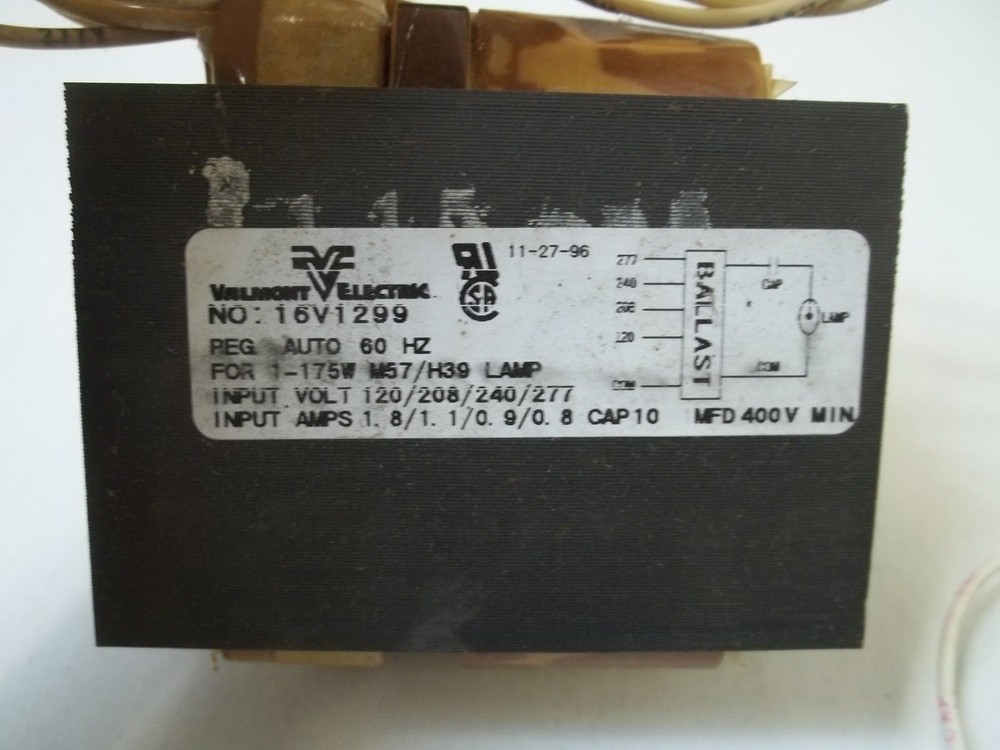 VALMONT ELECTRIC
11-27-96
NO: 16V1299
REG. AUTO 60 HZ
FOR 1-175W M57/H39 LAMP
INPUT VOLT 120/208/240/277
INPUT AMPS 1.8/1.1/0.9/0.8 CAP 10 MFD 400V MIN
277
240
208
120
COM
BALLAST
CAP
LAMP
COM
CAP